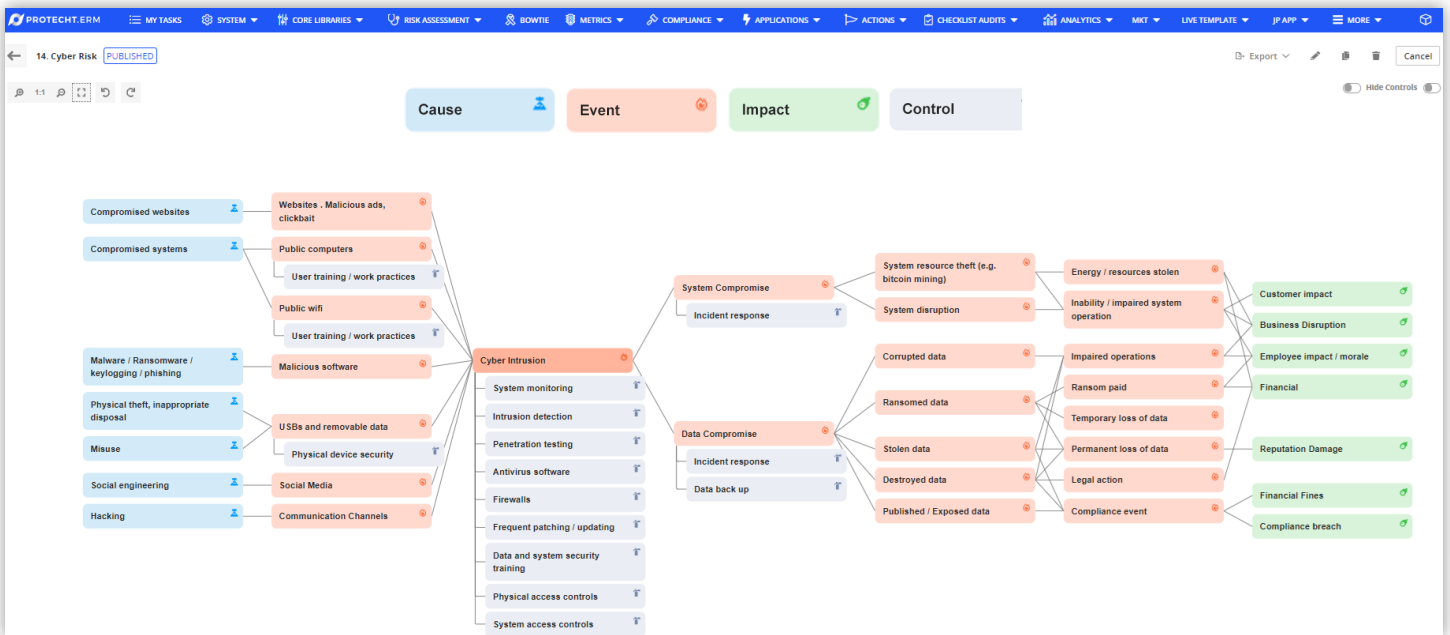 PROTECHT.ERM MY TASKS SYSTEM CORE LIBRARIES RISK ASSESSMENT BOWTIE METRICS COMPLIANCE APPLICATIONS ACTIONS CHECKLIST AUDITS ANALYTICS MKT LIVE TEMPLATE JP APP MORE
14. Cyber Risk PUBLISHED Export Cancel
1:1 Hide Controls
Cause Event Impact Control
Compromised websites
Compromised systems
Malware / Ransomware /
keylogging / phishing
Physical theft, inappropriate
disposal
Misuse
Social engineering
Hacking
Websites . Malicious ads,
clickbait
Public computers
User training / work practices
Public wifi
User training / work practices
Malicious software
USBs and removable data
Physical device security
Social Media
Communication Channels
Cyber Intrusion
System monitoring
Intrusion detection
Penetration testing
Antivirus software
Firewalls
Frequent patching / updating
Data and system security
training
Physical access controls
System access controls
System Compromise
Incident response
Data Compromise
Incident response
Data back up
System resource theft (e.g.
bitcoin mining)
System disruption
Corrupted data
Ransomed data
Stolen data
Destroyed data
Published / Exposed data
Energy / resources stolen
Inability / impaired system
operation
Impaired operations
Ransom paid
Temporary loss of data
Permanent loss of data
Legal action
Compliance event
Customer impact
Business Disruption
Employee impact / morale
Financial
Reputation Damage
Financial Fines
Compliance breach